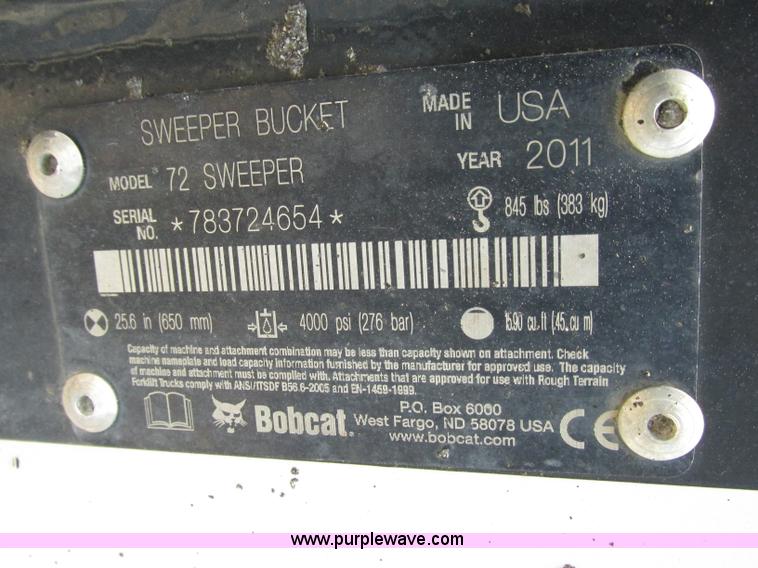 SWEEPER BUCKET
MADE IN USA
MODEL 72 SWEEPER
YEAR 2011
SERIAL NO. *783724654*
845 lbs (383 kg)
25.6 in (650 mm)
4000 psi (276 bar)
15.90 cu. ft (.45 cu m)
Capacity of machine and attachment combination may be less than capacity shown on attachment. Check
machine nameplate and load capacity information furnished by the manufacturer for approved use. The capacity
of machine and attachment must be complied with. Attachments that are approved for use with Rough Terrain
Forklift Trucks comply with ANSI/ITSDF B56.6-2005 and EN-1459-1999.
Bobcat
P.O. Box 6000
West Fargo, ND 58078 USA
www.bobcat.com
CE
www.purplewave.com